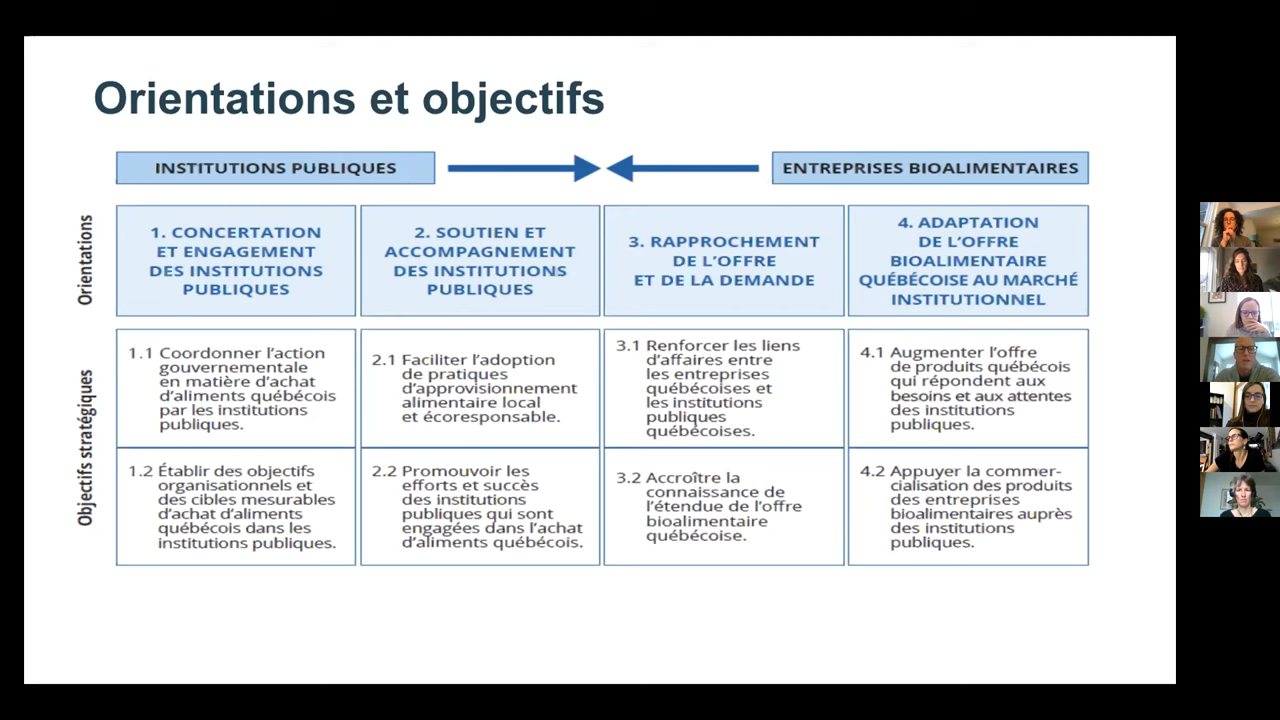 Orientations et objectifs
INSTITUTIONS PUBLIQUES
ENTREPRISES BIOALIMENTAIRES
Orientations
1. CONCERTATION
ET ENGAGEMENT
DES INSTITUTIONS
PUBLIQUES
2. SOUTIEN ET
ACCOMPAGNEMENT
DES INSTITUTIONS
PUBLIQUES
3. RAPPROCHEMENT
DE L’OFFRE
ET DE LA DEMANDE
4. ADAPTATION
DE L’OFFRE
BIOALIMENTAIRE
QUÉBÉCOISE AU MARCHÉ
INSTITUTIONNEL
Objectifs stratégiques
1.1 Coordonner l’action
gouvernementale
en matière d’achat
d’aliments québécois
par les institutions
publiques.
2.1 Faciliter l’adoption
de pratiques
d’approvisionnement
alimentaire local
et écoresponsable.
3.1 Renforcer les liens
d’affaires entre
les entreprises
québécoises et
les institutions
publiques
québécoises.
4.1 Augmenter l’offre
de produits québécois
qui répondent aux
besoins et aux attentes
des institutions
publiques.
1.2 Établir des objectifs
organisationnels et
des cibles mesurables
d’achat d’aliments
québécois dans les
institutions publiques.
2.2 Promouvoir les
efforts et succès
des institutions
publiques qui sont
engagées dans l’achat
d’aliments québécois.
3.2 Accroître la
connaissance de
l’étendue de l’offre
bioalimentaire
québécoise.
4.2 Appuyer la commer-
cialisation des produits
des entreprises
bioalimentaires auprès
des institutions
publiques.